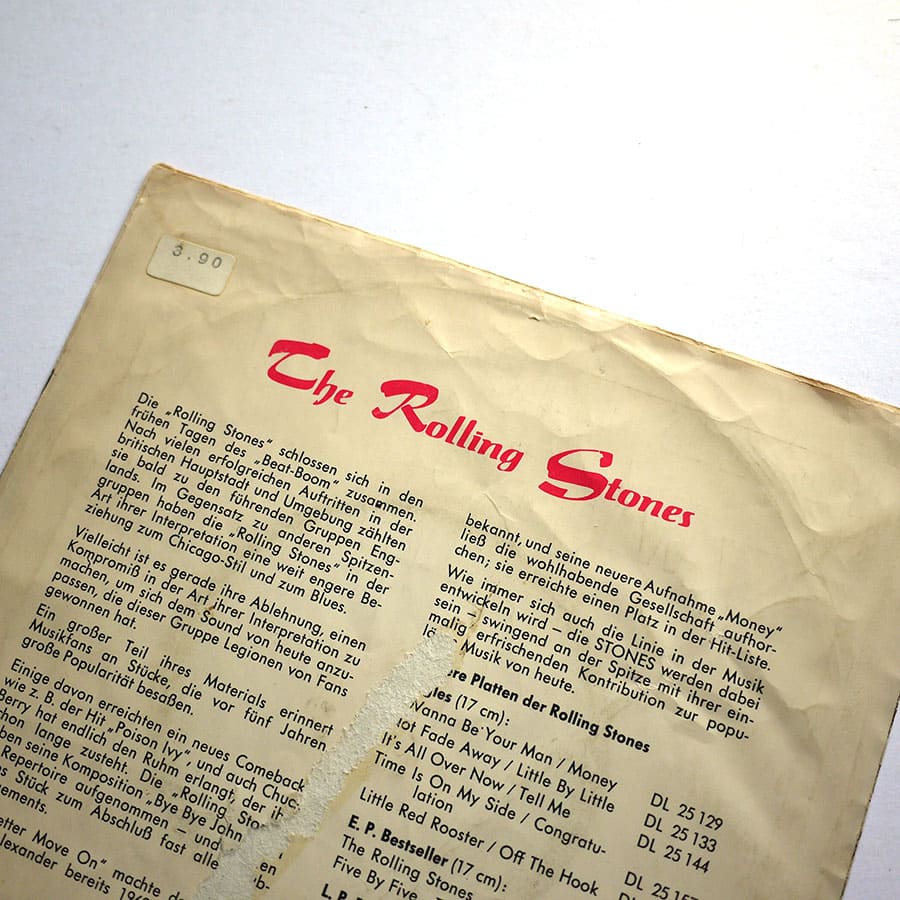 3.90
The Rolling Stones
Die „Rolling Stones" schlossen sich in den
frühen Tagen des „Beat-Boom" zusammen.
Nach vielen erfolgreichen Auftritten in der
britischen Hauptstadt und Umgebung zählten
sie bald zu den führenden Gruppen Eng-
lands. Im Gegensatz zu anderen Spitzen-
gruppen haben die „Rolling Stones" in der
Art ihrer Interpretation eine weit engere Be-
ziehung zum Chicago-Stil und zum Blues.
Vielleicht ist es gerade ihre Ablehnung, einen
Kompromiß in der Art ihrer Interpretation zu
machen, um sich dem Sound von heute anzu-
passen, die dieser Gruppe Legionen von Fans
gewonnen hat.
Ein großer Teil ihres Materials erinnert
Musikfans an Stücke, die vor fünf Jahren
große Popularität besaßen.
Einige davon erreichten ein neues Comeback
wie z. B. der Hit „Poison Ivy", und auch Chuck
Berry hat endlich den Ruhm erlangt, der ih
schon lange zusteht. Die „Rolling Stones
ben seine Komposition „Bye Bye John
Repertoire aufgenommen – und
s Stück zum Abschluß fast alle
ements.
etter Move On" machte de
lexander bereits
bekannt, und seine neuere Aufnahme „Money"
ließ die wohlhabende Gesellschaft aufhor-
chen; sie erreichte einen Platz in der Hit-Liste.
Wie immer sich auch die Linie in der Musik
entwickeln wird – die STONES werden dabei
sein – swingend an der Spitze mit ihrer ein-
malig erfrischenden Kontribution zur popu-
Musik von heute.
re Platten der Rolling Stones
gles (17 cm):
Wanna Be Your Man / Money DL 25 129
ot Fade Away / Little By Little DL 25 133
It's All Over Now / Tell Me DL 25 144
Time Is On My Side / Congratu-
lation
Little Red Rooster / Off The Hook
E. P. Bestseller (17 cm):
The Rolling Stones
Five By Five